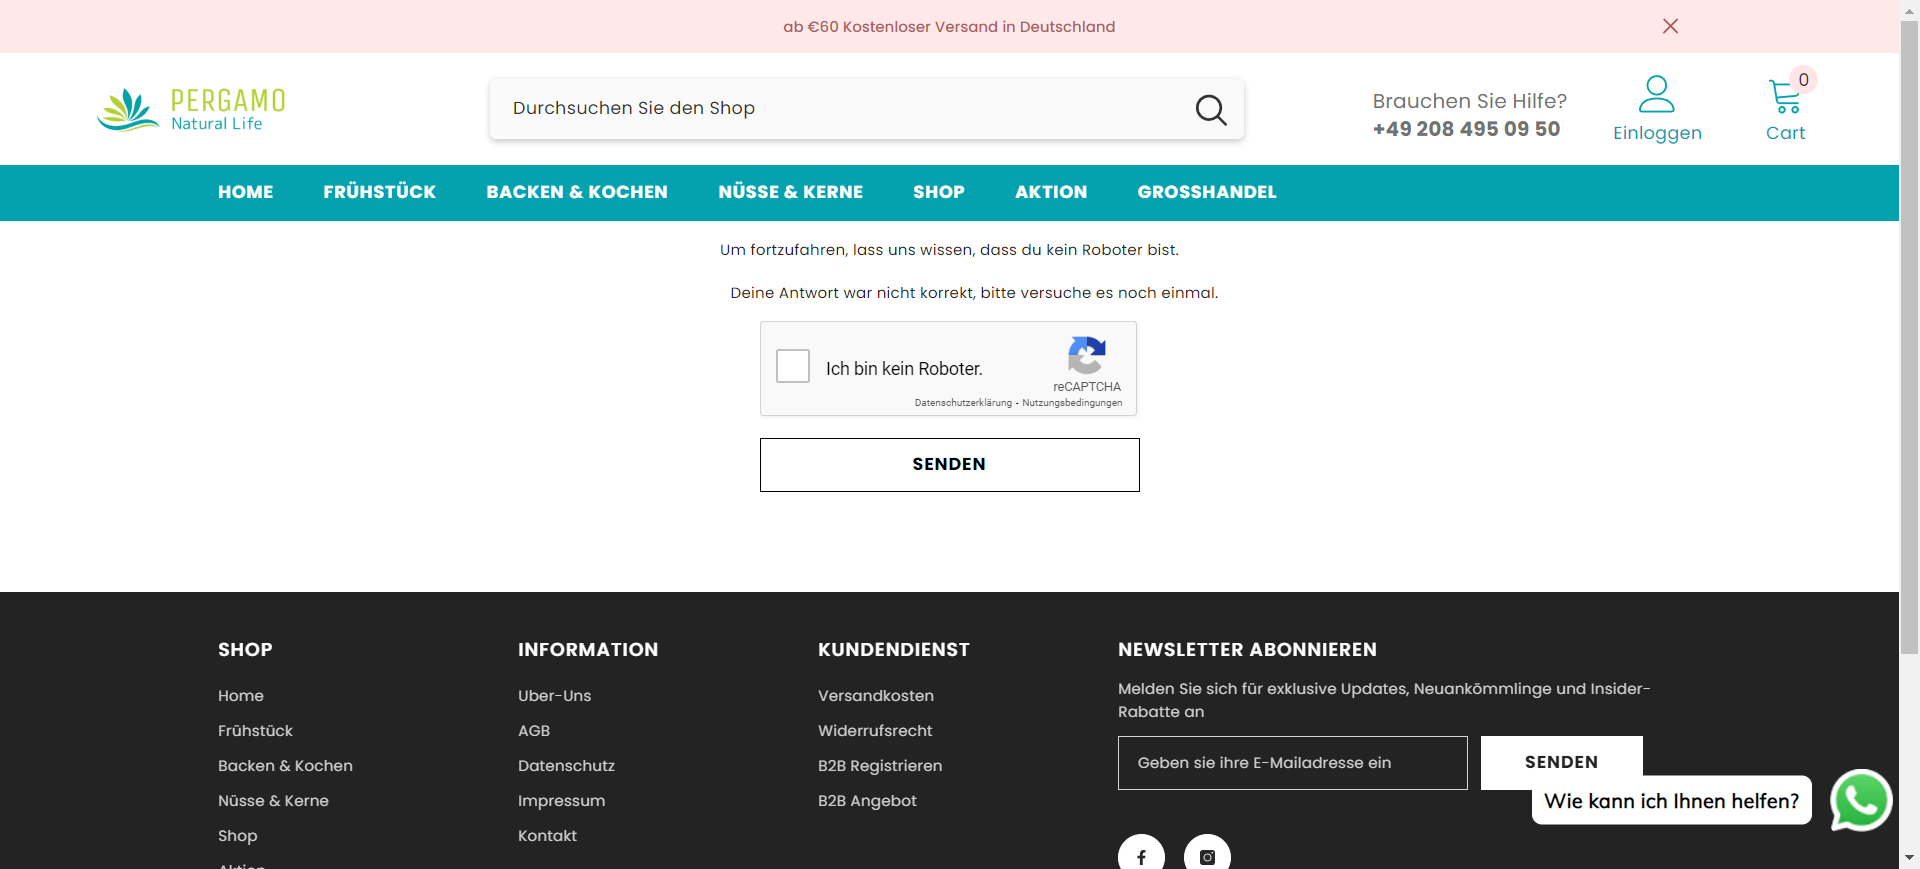 ab €60 Kostenloser Versand in Deutschland
PERGAMO
Natural Life
Durchsuchen Sie den Shop
Brauchen Sie Hilfe?
+49 208 495 09 50
Einloggen
0
Cart
HOME FRÜHSTÜCK BACKEN & KOCHEN NÜSSE & KERNE SHOP AKTION GROSSHANDEL
Um fortzufahren, lass uns wissen, dass du kein Roboter bist.
Deine Antwort war nicht korrekt, bitte versuche es noch einmal.
Ich bin kein Roboter.
reCAPTCHA
Datenschutzerklärung - Nutzungsbedingungen
SENDEN
SHOP
Home
Frühstück
Backen & Kochen
Nüsse & Kerne
Shop
Aktion
INFORMATION
Uber-Uns
AGB
Datenschutz
Impressum
Kontakt
KUNDENDIENST
Versandkosten
Widerrufsrecht
B2B Registrieren
B2B Angebot
NEWSLETTER ABONNIEREN
Melden Sie sich für exklusive Updates, Neuankömmlinge und Insider-
Rabatte an
Geben sie ihre E-Mailadresse ein
SENDEN
Wie kann ich Ihnen helfen?